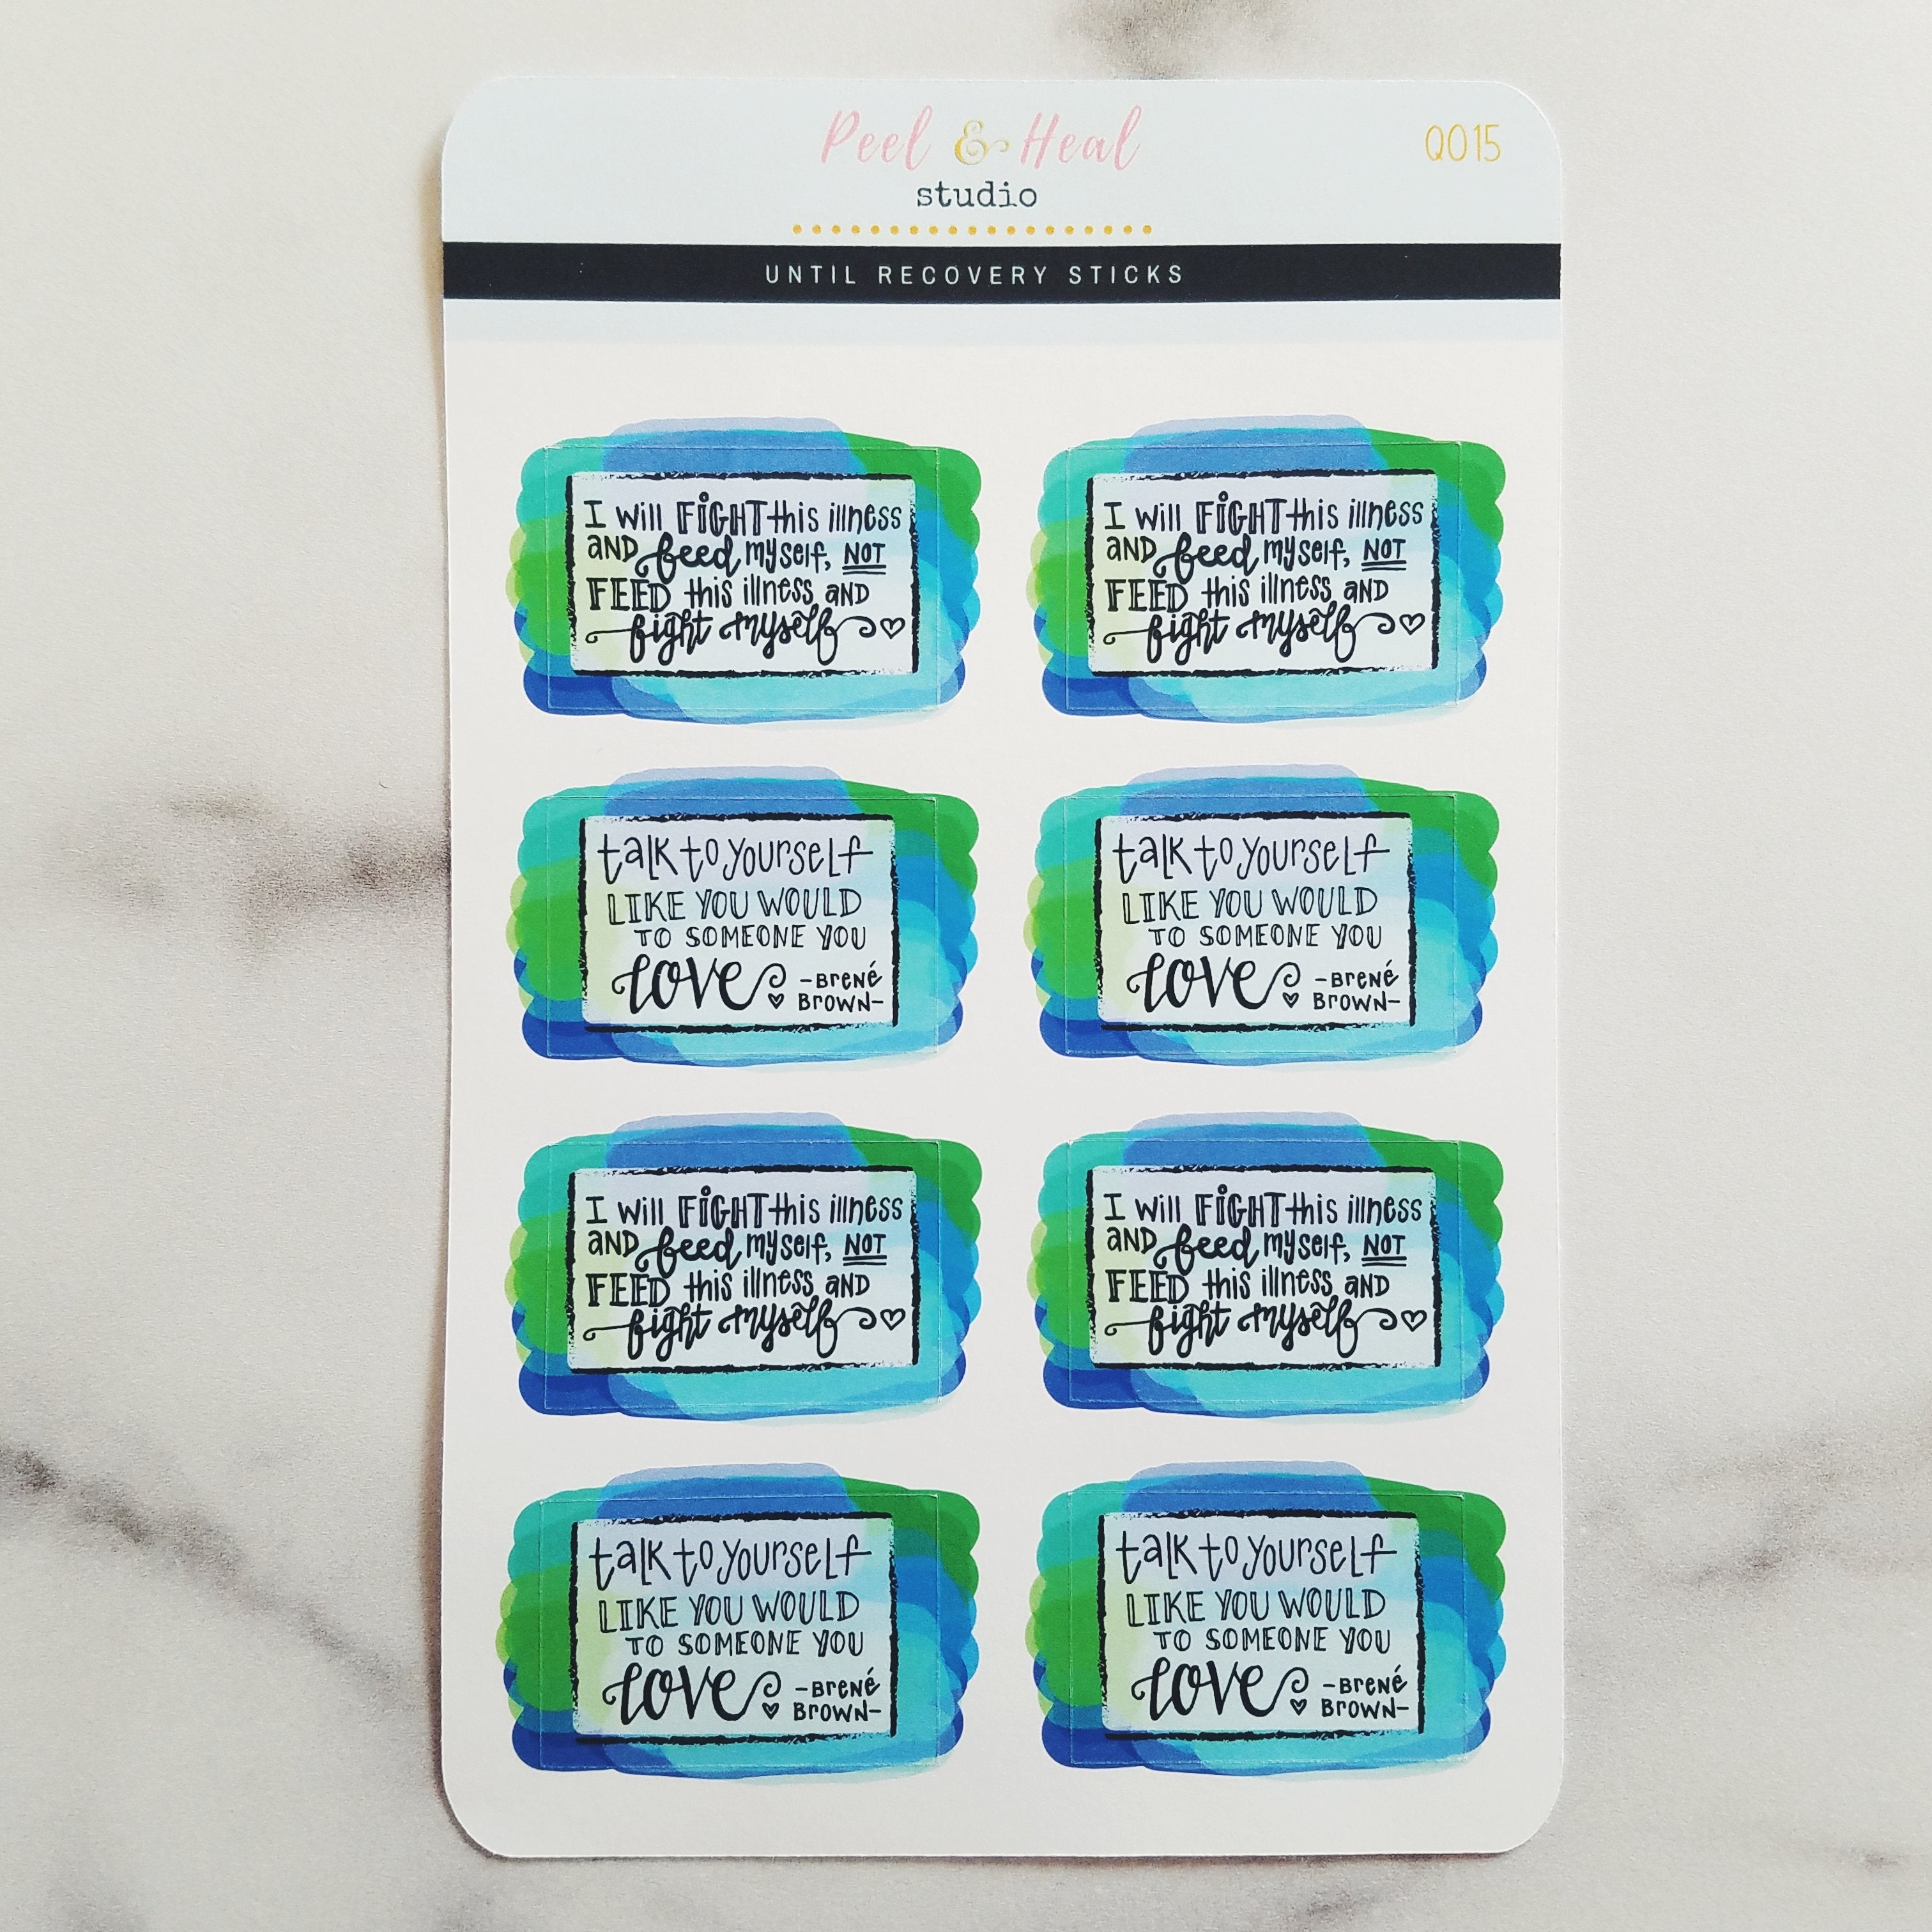 Peel & Heal
Q015
studio
UNTIL RECOVERY STICKS
I will FiGHT this illness
aND feed myself, NOT
FEED this illness aND
fight myself
I will FiGHT this illness
aND feed myself, NOT
FEED this illness aND
fight myself
talk to yourself
LIKE YOU WOULD
TO SOMEONE YOU
love -Brené
Brown-
talk to yourself
LIKE YOU WOULD
TO SOMEONE YOU
love -Brené
Brown-
I will FiGHT this illness
aND feed myself, NOT
FEED this illness aND
fight myself
I will FiGHT this illness
aND feed myself, NOT
FEED this illness aND
fight myself
talk to yourself
LIKE YOU WOULD
TO SOMEONE YOU
love -Brené
Brown-
talk to yourself
LIKE YOU WOULD
TO SOMEONE YOU
love -Brené
Brown-